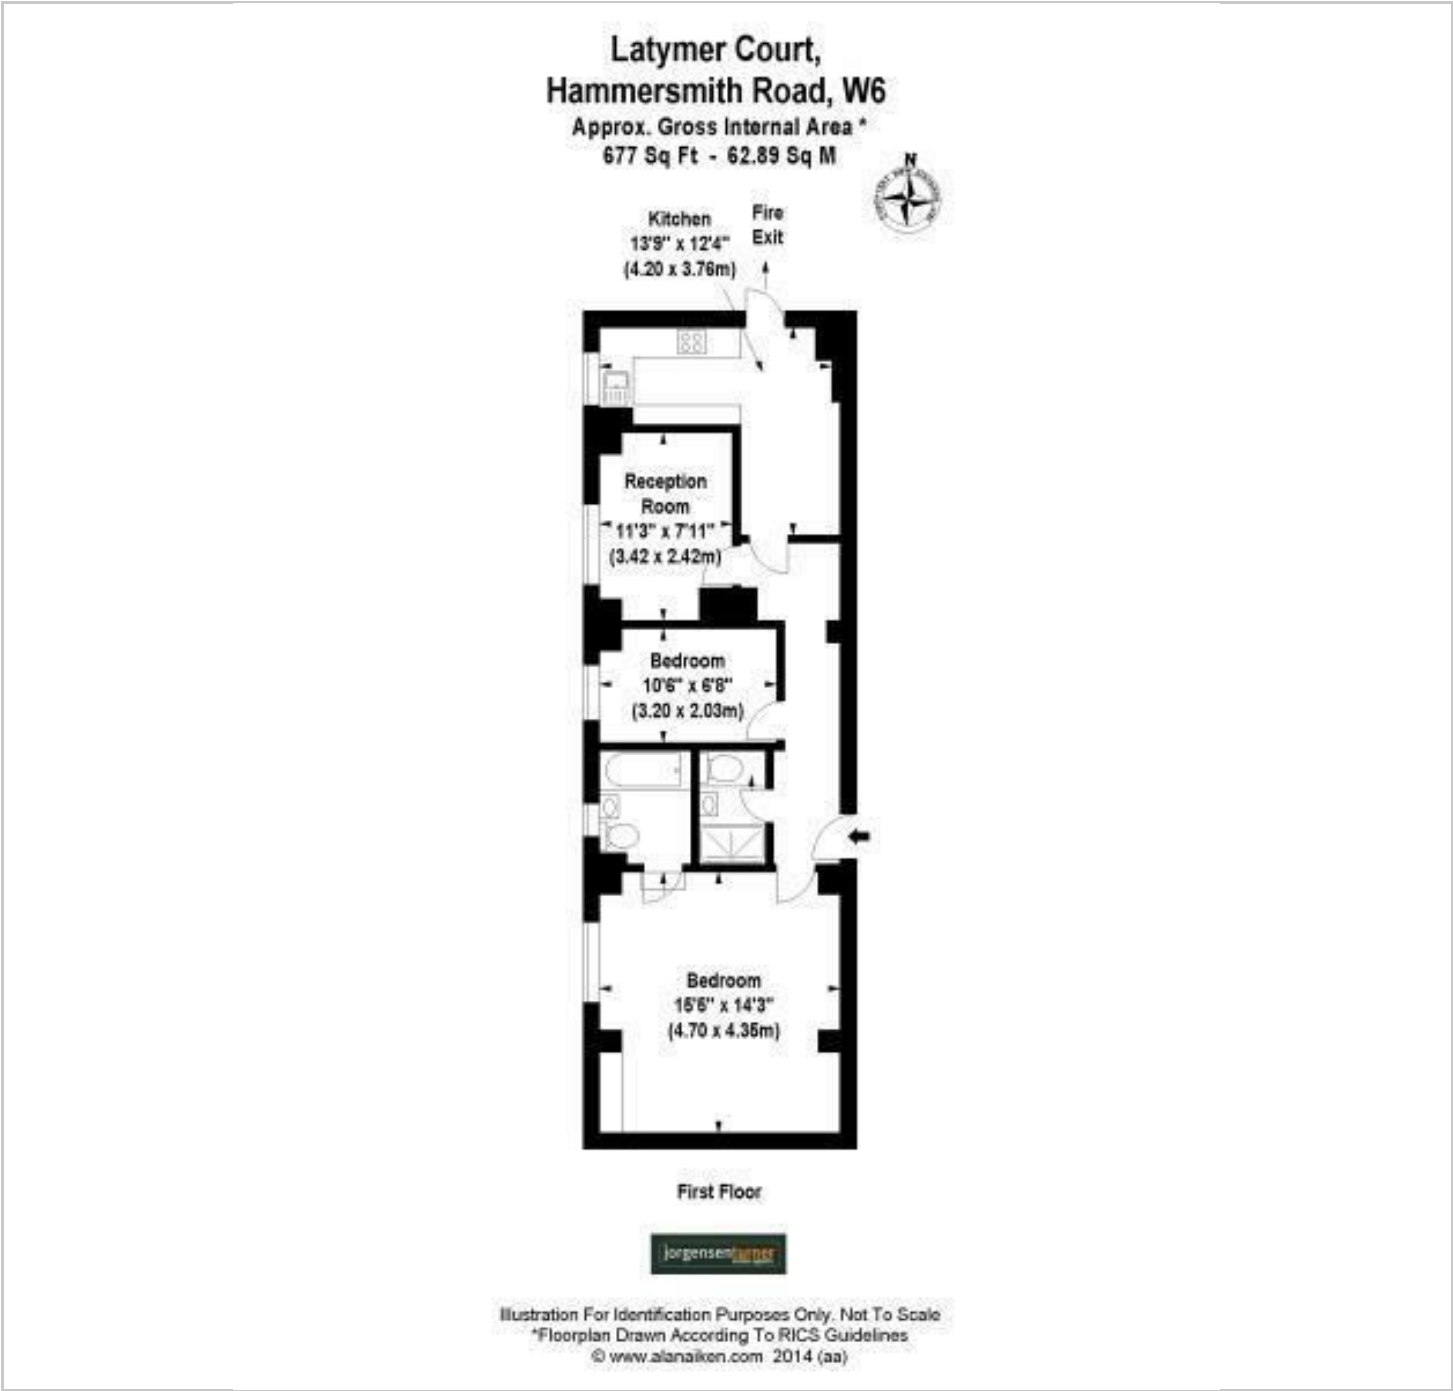 Latymer Court,
Hammersmith Road, W6
Approx. Gross Internal Area *
677 Sq Ft - 62.89 Sq M
N
Kitchen
13'9" x 12'4"
(4.20 x 3.76m)
Fire
Exit
Reception
Room
11'3" x 7'11"
(3.42 x 2.42m)
Bedroom
10'6" x 6'8"
(3.20 x 2.03m)
Bedroom
15'5" x 14'3"
(4.70 x 4.35m)
First Floor
jorgensenturner
Illustration For Identification Purposes Only. Not To Scale
*Floorplan Drawn According To RICS Guidelines
© www.alanaiken.com 2014 (aa)